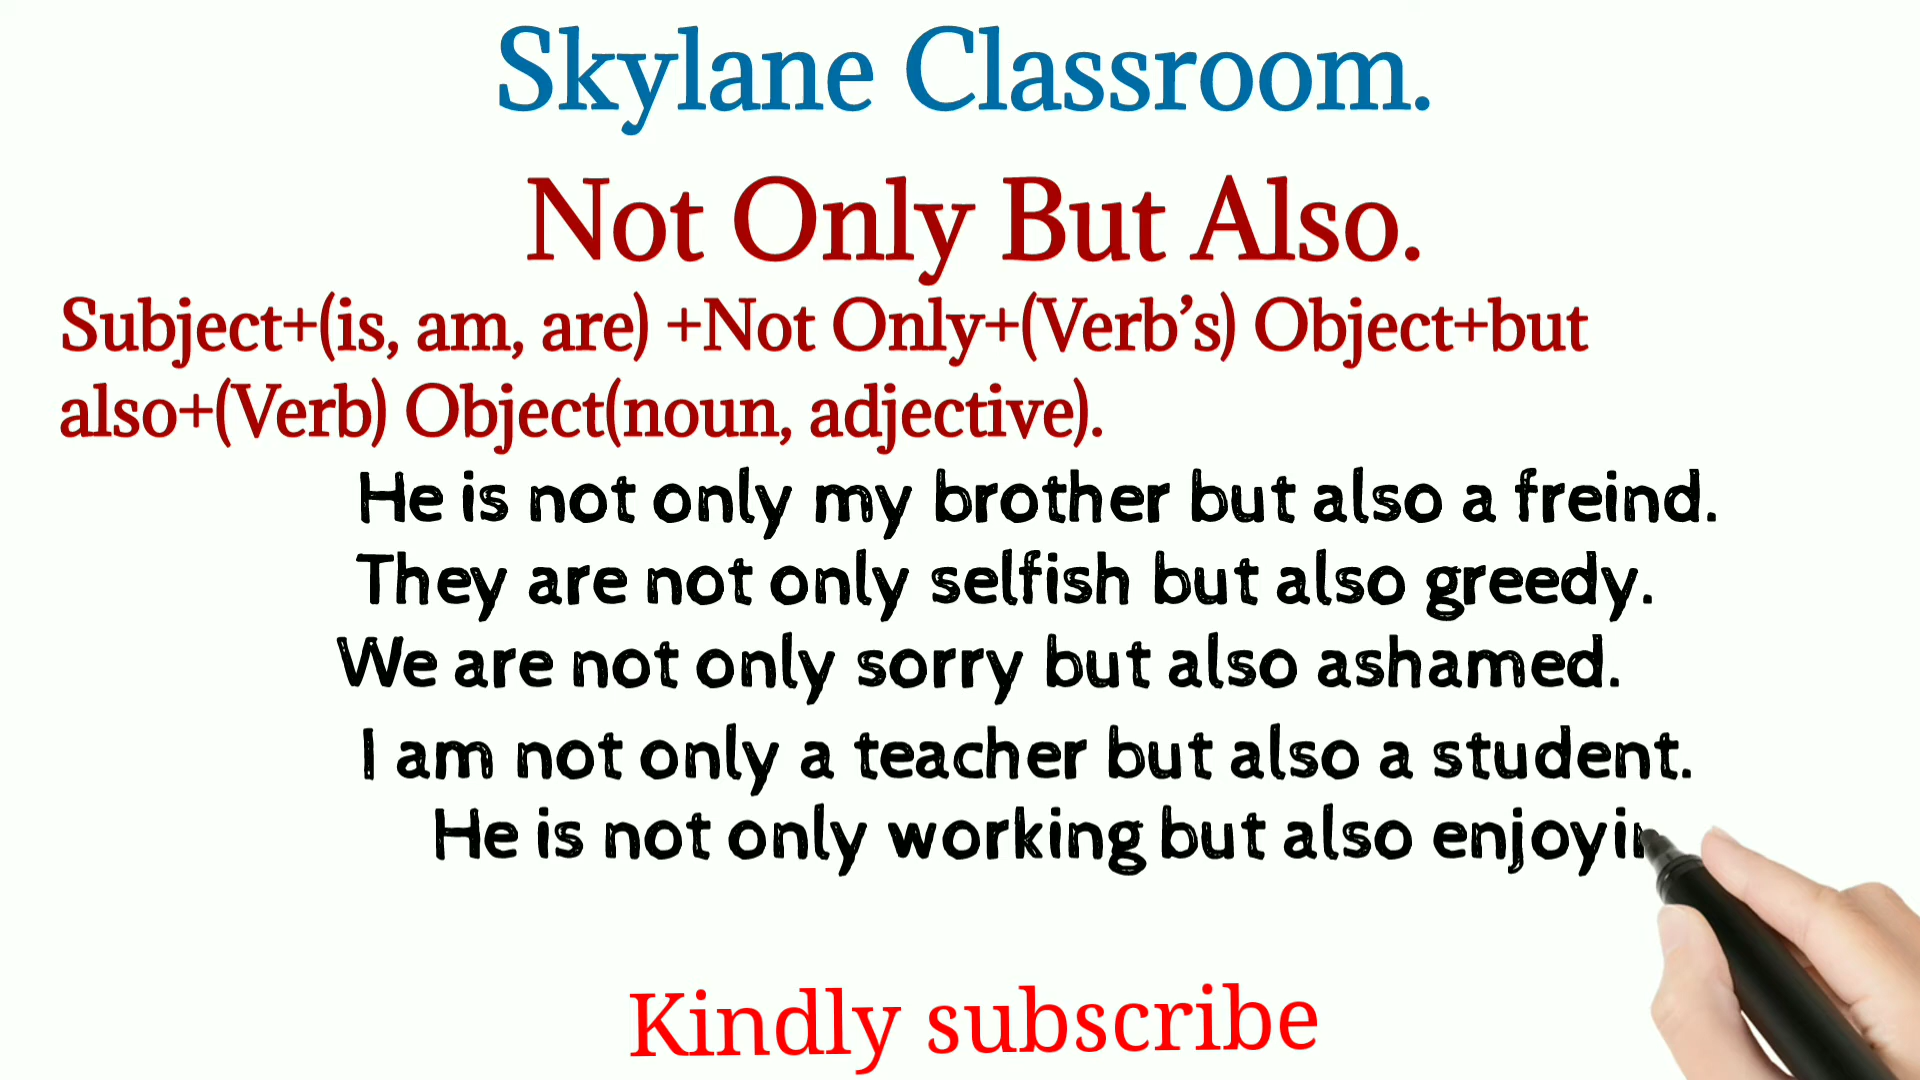 Skylane Classroom.
Not Only But Also.
Subject+(is, am, are) +Not Only+(Verb’s) Object+but
also+(Verb) Object(noun, adjective).
He is not only my brother but also a freind.
They are not only selfish but also greedy.
We are not only sorry but also ashamed.
I am not only a teacher but also a student.
He is not only working but also enjoyin
Kindly subscribe